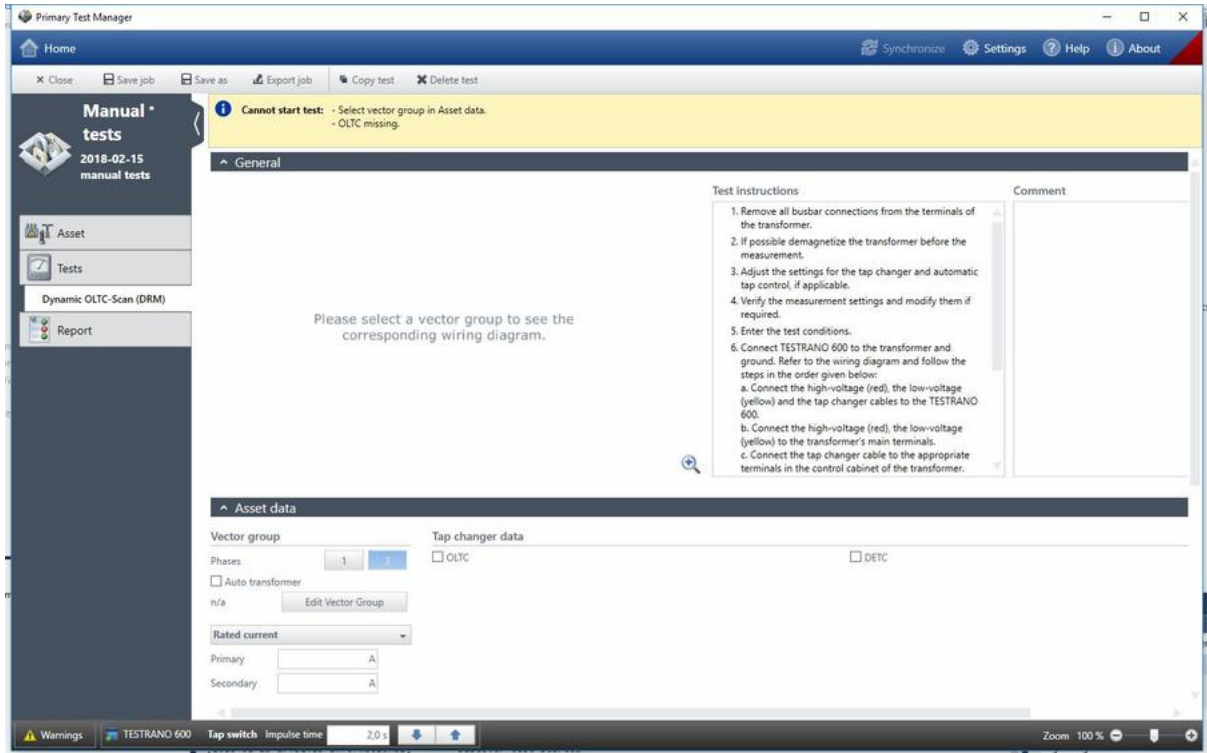 Primary Test Manager
Home
Synchronize
Settings
Help
About
Close
Save job
Save as
Export job
Copy test
Delete test
Manual *
tests
2018-02-15
manual tests
Cannot start test: - Select vector group in Asset data.
- OLTC missing.
Asset
Tests
Dynamic OLTC-Scan (DRM)
Report
General
Please select a vector group to see the
corresponding wiring diagram.
Test instructions
1. Remove all busbar connections from the terminals of
the transformer.
2. If possible demagnetize the transformer before the
measurement.
3. Adjust the settings for the tap changer and automatic
tap control, if applicable.
4. Verify the measurement settings and modify them if
required.
5. Enter the test conditions.
6. Connect TESTRANO 600 to the transformer and
ground. Refer to the wiring diagram and follow the
steps in the order given below:
a. Connect the high-voltage (red), the low-voltage
(yellow) and the tap changer cables to the TESTRANO
600.
b. Connect the high-voltage (red), the low-voltage
(yellow) to the transformer's main terminals.
c. Connect the tap changer cable to the appropriate
terminals in the control cabinet of the transformer.
Comment
Asset data
Vector group
Phases 1 3
Auto transformer
n/a Edit Vector Group
Rated current
Primary A
Secondary A
Tap changer data
OLTC
DETC
Warnings
TESTRANO 600
Tap switch Impulse time 2,0 s
Zoom 100 %